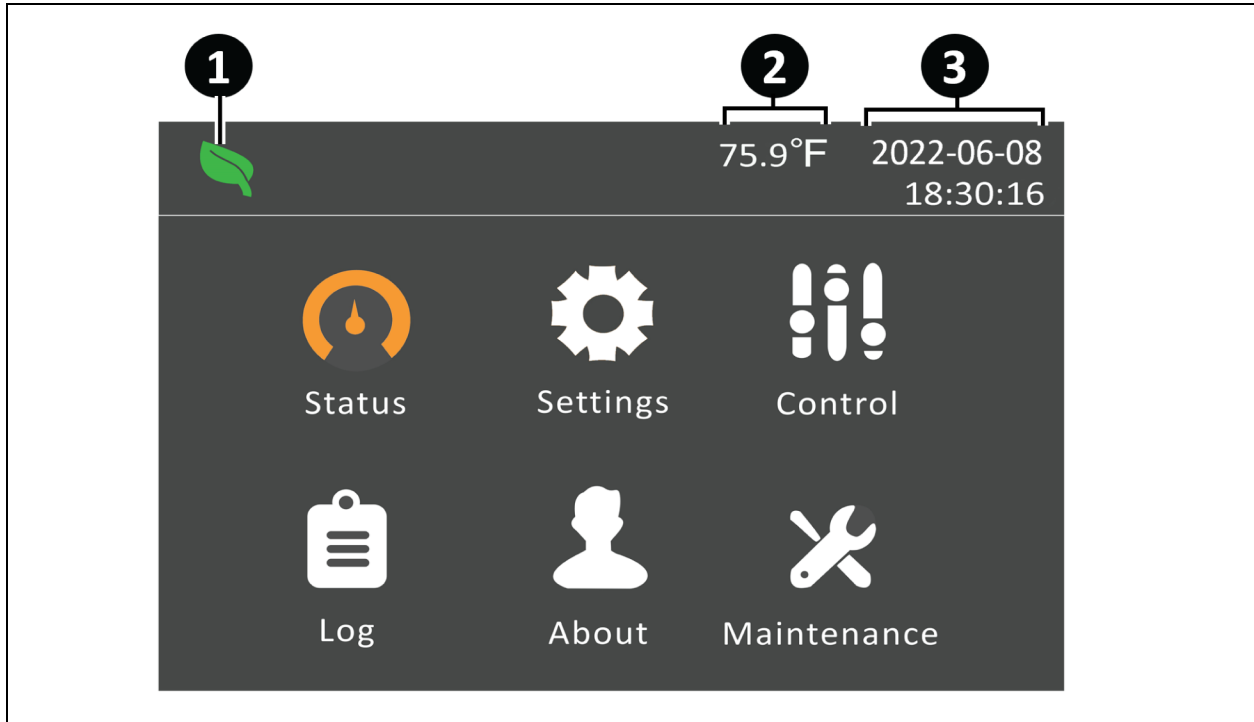 1 2 3
75.9°F 2022-06-08
18:30:16
Status Settings Control
Log About Maintenance